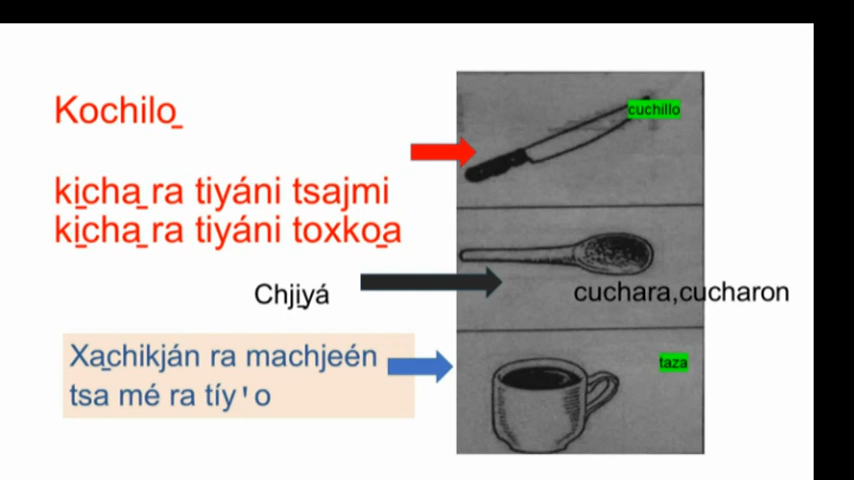 Kochilo̱
cuchillo
ki̱cha̱ ra tiyáni tsajmi
ki̱cha̱ ra tiyáni toxko̱a
Chji̱yá
cuchara,cucharon
Xa̱chikján ra machjeén
tsa mé ra tíy'o
taza